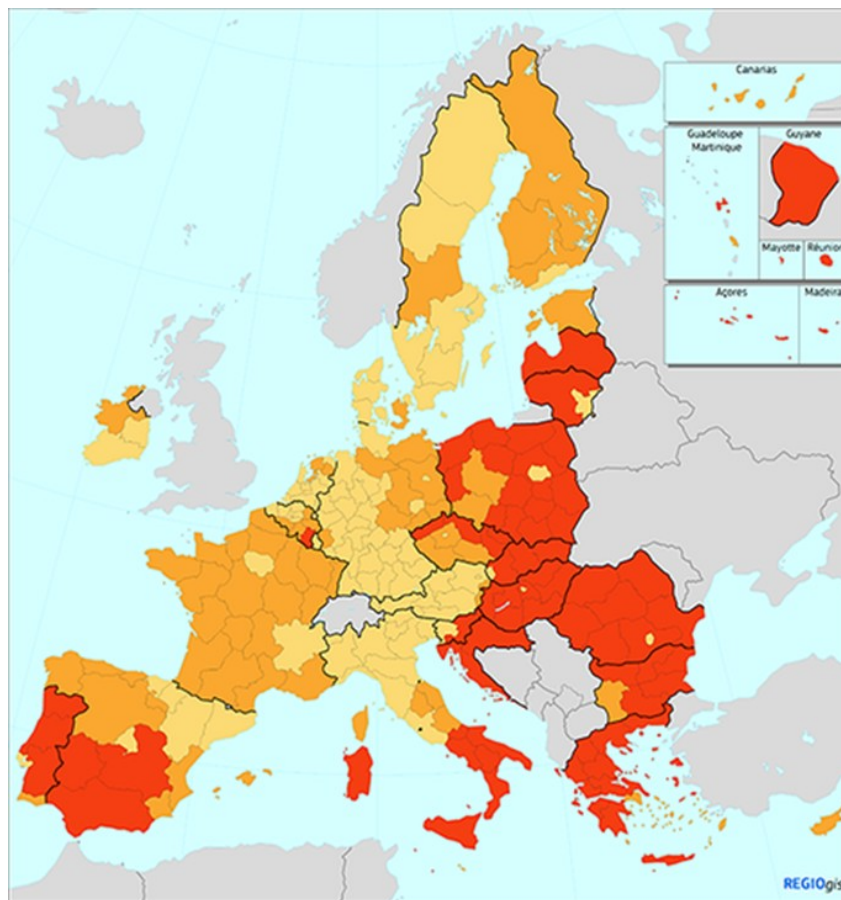 Canarias
Guadeloupe
Martinique
Guyane
Mayotte
Réunion
Açores
Madeira
REGIOgis